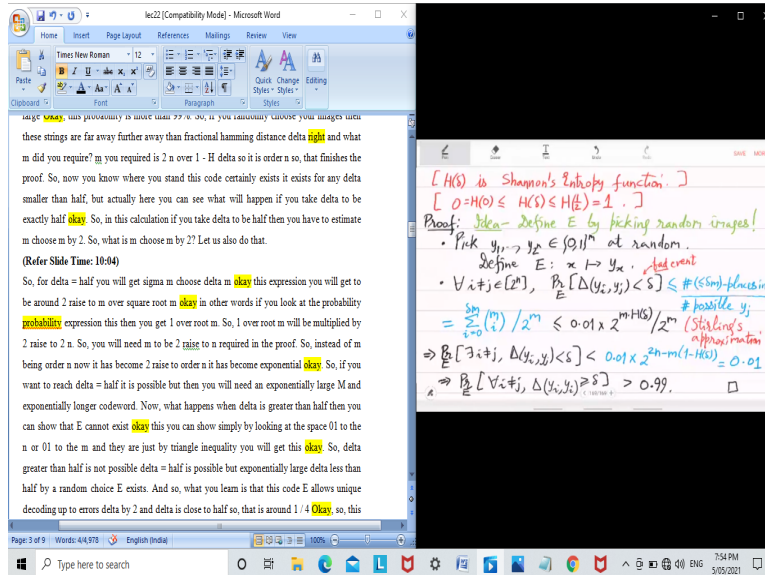 lec22 [Compatibility Mode] - Microsoft Word
Home Insert Page Layout References Mailings Review View
Times New Roman 12
Paste
Quick Styles
Change Styles
Editing
Clipboard Font Paragraph Styles
large Okay, this probability is more than 99%. So, if you randomly choose your images then
these strings are far away further away than fractional hamming distance delta right and what
m did you require? m you required is 2 n over 1 - H delta so it is order n so, that finishes the
proof. So, now you know where you stand this code certainly exists it exists for any delta
smaller than half, but actually here you can see what will happen if you take delta to be
exactly half okay. So, in this calculation if you take delta to be half then you have to estimate
m choose m by 2. So, what is m choose m by 2? Let us also do that.
(Refer Slide Time: 10:04)
So, for delta = half you will get sigma m choose delta m okay this expression you will get to
be around 2 raise to m over square root m okay in other words if you look at the probability
probability expression this then you get 1 over root m. So, 1 over root m will be multiplied by
2 raise to 2 n. So, you will need m to be 2 raise to n required in the proof. So, instead of m
being order n now it has become 2 raise to order n it has become exponential okay. So, if you
want to reach delta = half it is possible but then you will need an exponentially large M and
exponentially longer codeword. Now, what happens when delta is greater than half then you
can show that E cannot exist okay this you can show simply by looking at the space 01 to the
n or 01 to the m and they are just by triangle inequality you will get this okay. So, delta
greater than half is not possible delta = half is possible but exponentially large delta less than
half by a random choice E exists. And so, what you learn is that this code E allows unique
decoding up to errors delta by 2 and delta is close to half so, that is around 1 / 4 Okay, so, this
Page: 3 of 9 Words: 4/4,978 English (India) 100%
SAVE MOR
[ H(δ) is Shannon's Entropy function. ]
[ 0=H(0) ≤ H(δ) ≤ H(½) = 1 . ]
Proof: Idea- Define E by picking random images!
• Pick y₁,..., y_{2^n} ∈ {0,1}^m at random.
Define E: x ↦ y_x. bad event
• ∀ i≠j∈[2^n], Pr_E[Δ(y_i,y_j)<δ] ≤ #(≤δm)-places in / # possible y_j
= Σ_{i=0}^{δm} (m i) / 2^m ≤ 0.01 x 2^{m·H(δ)}/2^m (Stirling's approximation)
⇒ Pr_E[∃i≠j, Δ(y_i,y_j)<δ] < 0.01 x 2^{2n-m(1-H(δ))} = 0.01
⇒ Pr_E[∀i≠j, Δ(y_i,y_j)≥δ] > 0.99. □
Type here to search
ENG
7:54 PM
5/05/2021